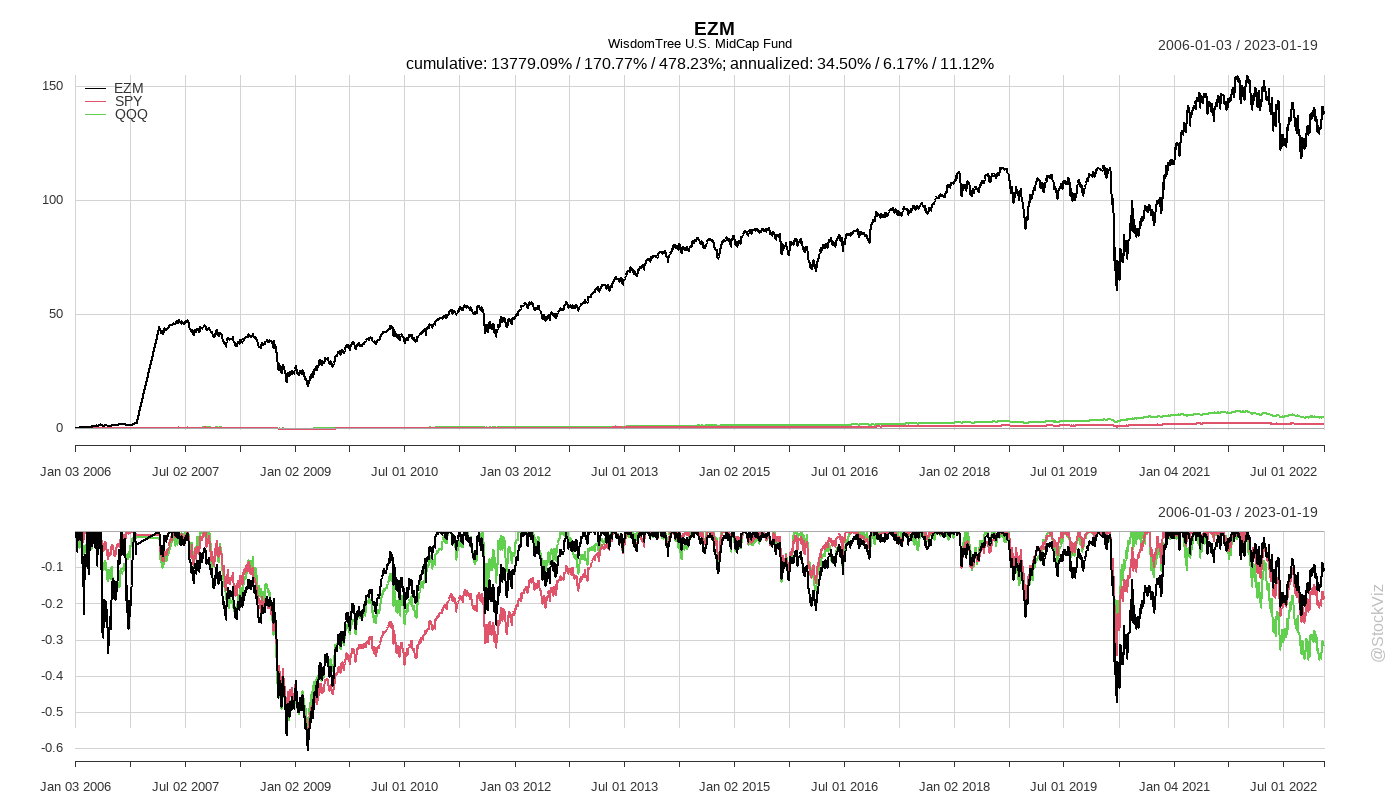 EZM
WisdomTree U.S. MidCap Fund
2006-01-03 / 2023-01-19
cumulative: 13779.09% / 170.77% / 478.23%; annualized: 34.50% / 6.17% / 11.12%
EZM
SPY
QQQ
150
100
50
0
Jan 03 2006 Jul 02 2007 Jan 02 2009 Jul 01 2010 Jan 03 2012 Jul 01 2013 Jan 02 2015 Jul 01 2016 Jan 02 2018 Jul 01 2019 Jan 04 2021 Jul 01 2022
2006-01-03 / 2023-01-19
-0.1
-0.2
-0.3
-0.4
-0.5
-0.6
Jan 03 2006 Jul 02 2007 Jan 02 2009 Jul 01 2010 Jan 03 2012 Jul 01 2013 Jan 02 2015 Jul 01 2016 Jan 02 2018 Jul 01 2019 Jan 04 2021 Jul 01 2022
@StockViz